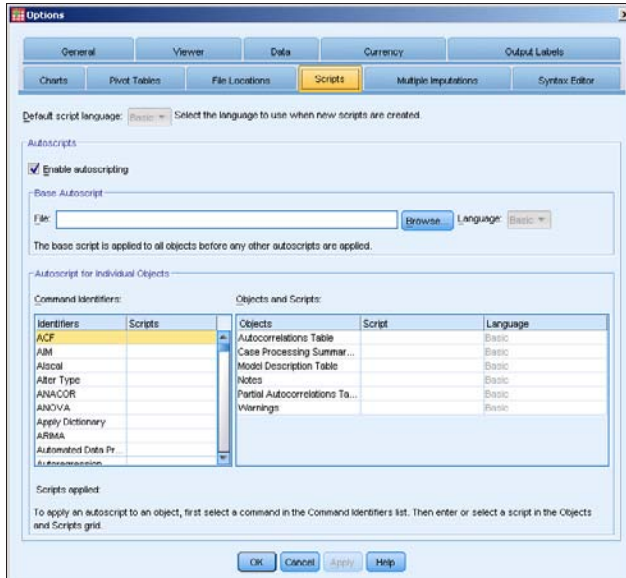 Options
General Viewer Data Currency Output Labels
Charts Pivot Tables File Locations Scripts Multiple Imputations Syntax Editor
Default script language: Basic Select the language to use when new scripts are created.
Autoscripts
Enable autoscripting
Base Autoscript
File: Browse... Language: Basic
The base script is applied to all objects before any other autoscripts are applied.
Autoscript for Individual Objects
Command Identifiers: Objects and Scripts:
Identifiers Scripts Objects Script Language
ACF Autocorrelations Table Basic
AIM Case Processing Summar... Basic
Alscal Model Description Table Basic
Alter Type Notes Basic
ANACOR Partial Autocorrelations Ta... Basic
ANOVA Warnings Basic
Apply Dictionary
ARIMA
Automated Data Pr...
Autoregression
Scripts applied:
To apply an autoscript to an object, first select a command in the Command Identifiers list. Then enter or select a script in the Objects
and Scripts grid.
OK Cancel Apply Help